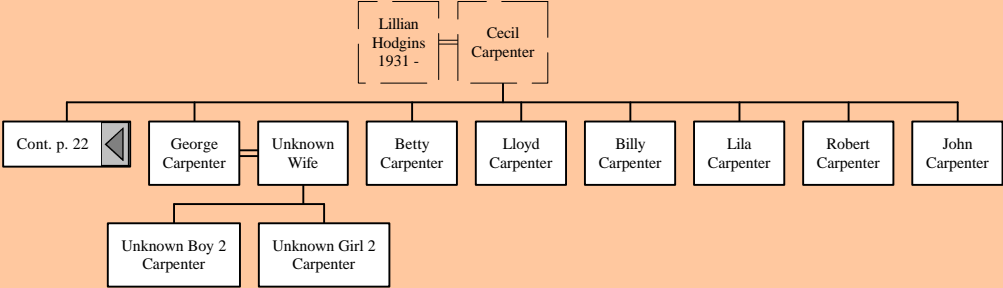 Lillian
Hodgins
1931 -
Cecil
Carpenter
Cont. p. 22
George
Carpenter
Unknown
Wife
Betty
Carpenter
Lloyd
Carpenter
Billy
Carpenter
Lila
Carpenter
Robert
Carpenter
John
Carpenter
Unknown Boy 2
Carpenter
Unknown Girl 2
Carpenter